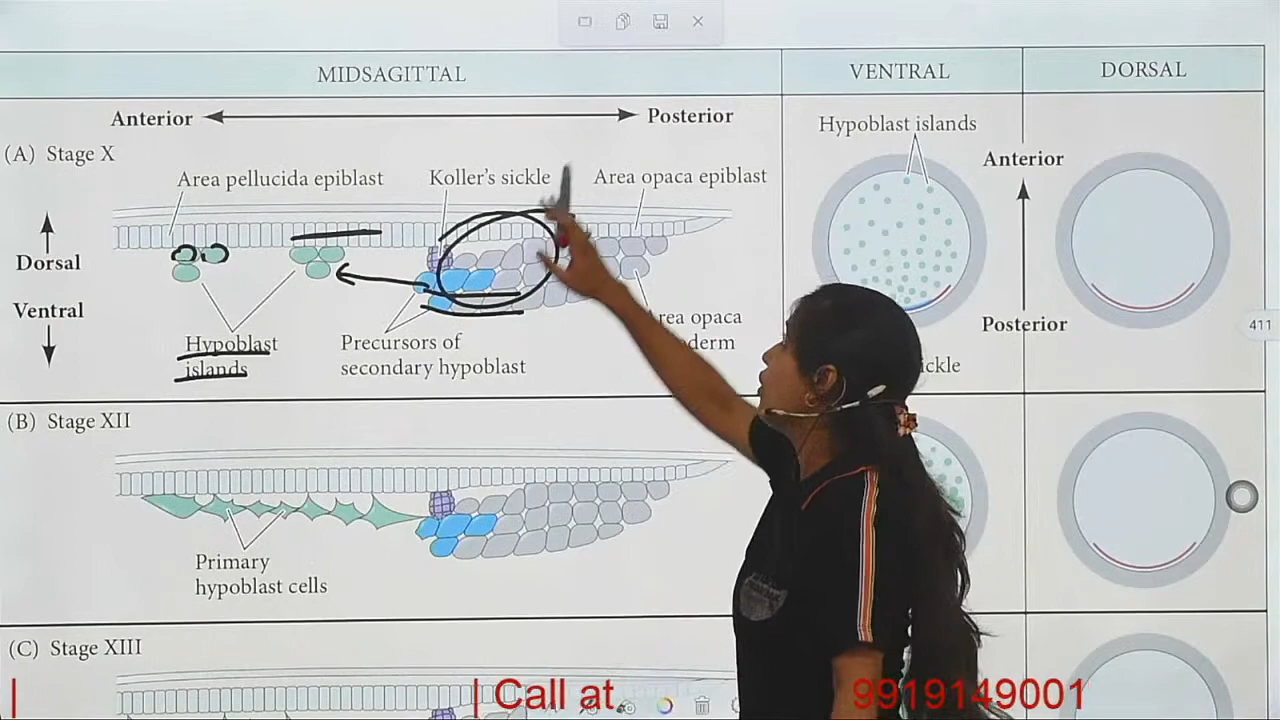 MIDSAGITTAL
VENTRAL
DORSAL
Anterior
Posterior
(A) Stage X
Area pellucida epiblast
Koller's sickle
Area opaca epiblast
Hypoblast islands
Anterior
Dorsal
Ventral
Hypoblast
islands
Precursors of
secondary hypoblast
Area opaca
Posterior
411
(B) Stage XII
Primary
hypoblast cells
(C) Stage XIII
| Call at 9919149001